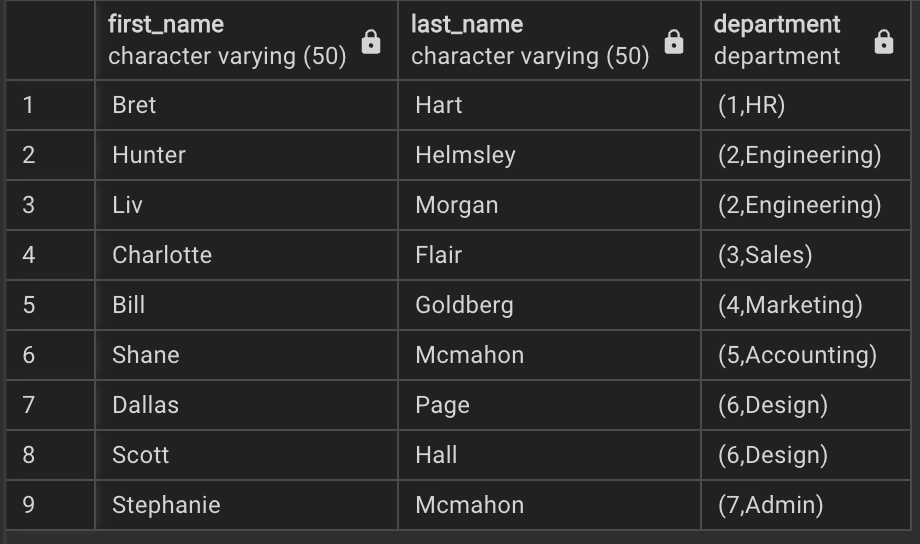 first_name last_name department
character varying (50) character varying (50) department
1 Bret Hart (1,HR)
2 Hunter Helmsley (2,Engineering)
3 Liv Morgan (2,Engineering)
4 Charlotte Flair (3,Sales)
5 Bill Goldberg (4,Marketing)
6 Shane Mcmahon (5,Accounting)
7 Dallas Page (6,Design)
8 Scott Hall (6,Design)
9 Stephanie Mcmahon (7,Admin)